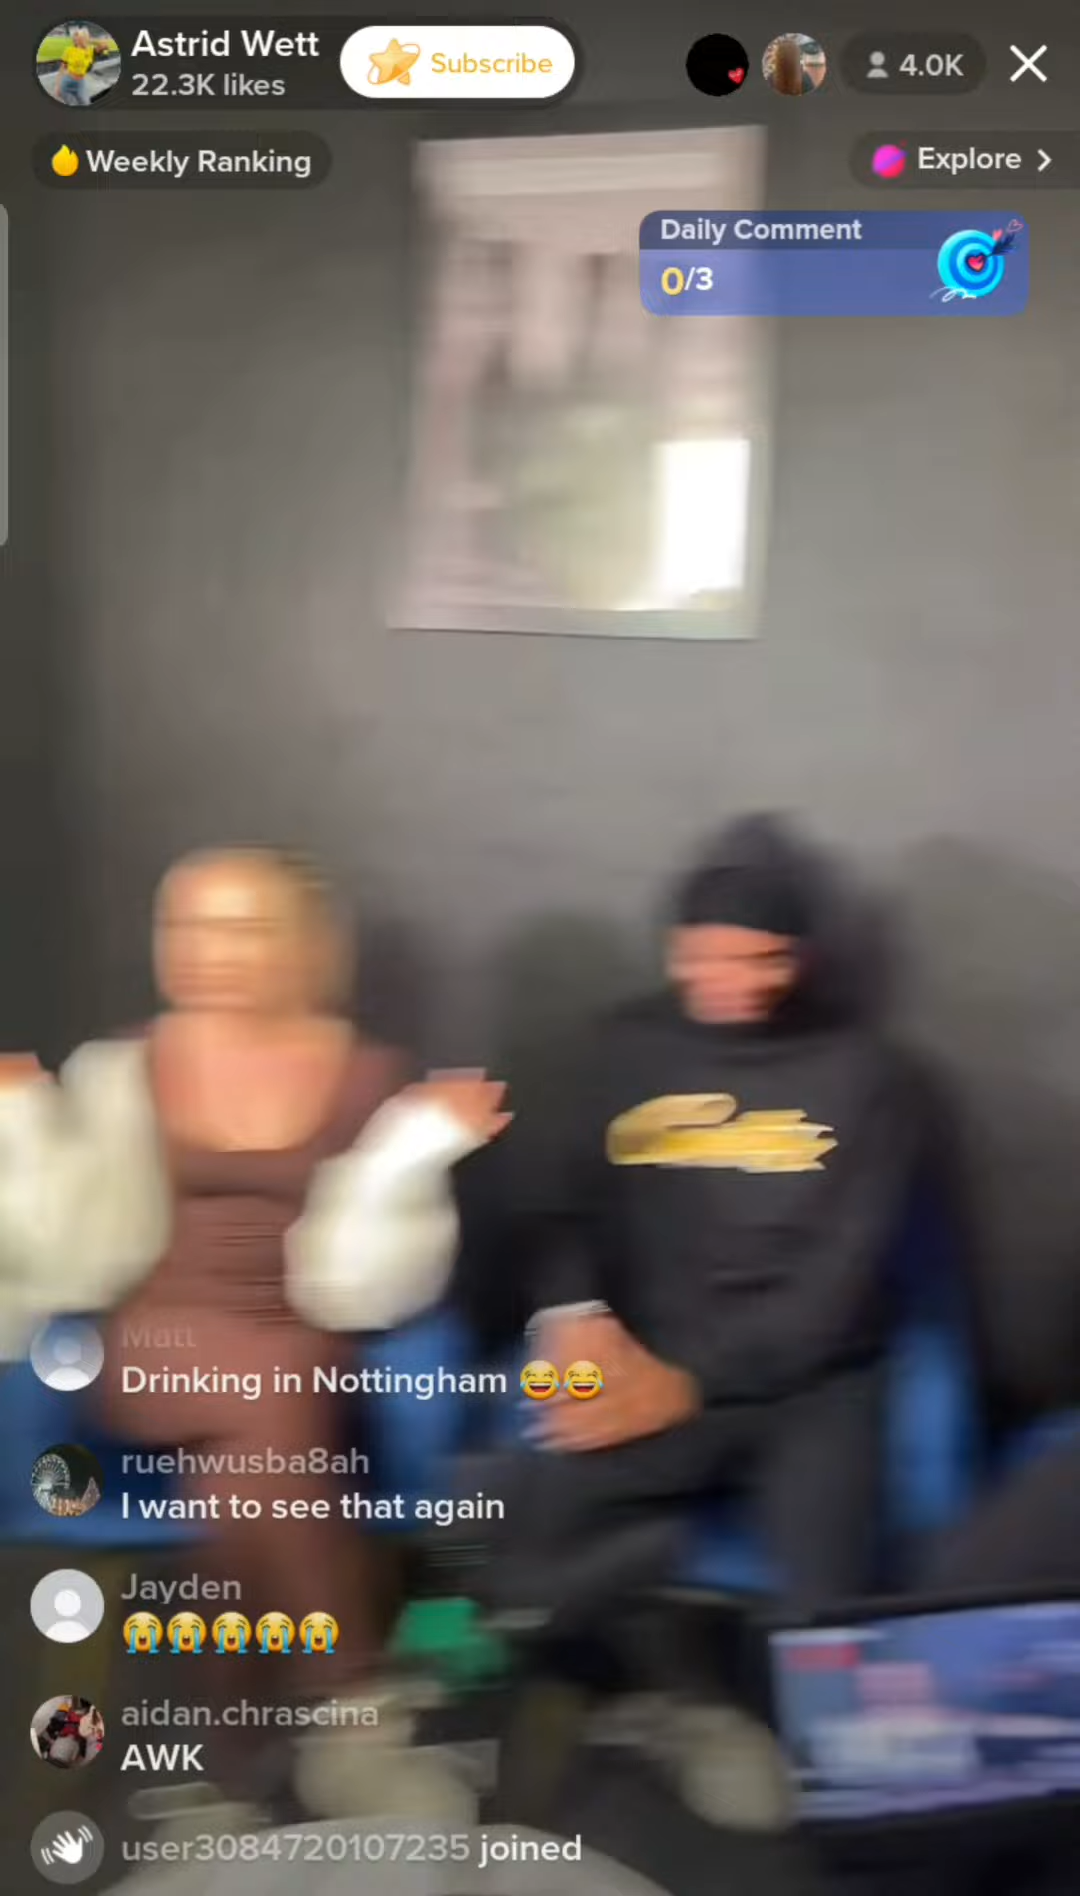 Astrid Wett
22.3K likes
Subscribe
4.0K
Weekly Ranking
Explore
Daily Comment
0/3
Matt
Drinking in Nottingham 😂😂
ruehwusba8ah
I want to see that again
Jayden
😭😭😭😭😭
aidan.chrascina
AWK
user3084720107235 joined